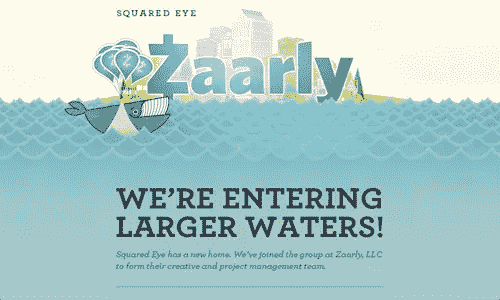 SQUARED EYE
Zaarly
WE'RE ENTERING
LARGER WATERS!
Squared Eye has a new home. We've joined the group at Zaarly, LLC
to form their creative and project management team.